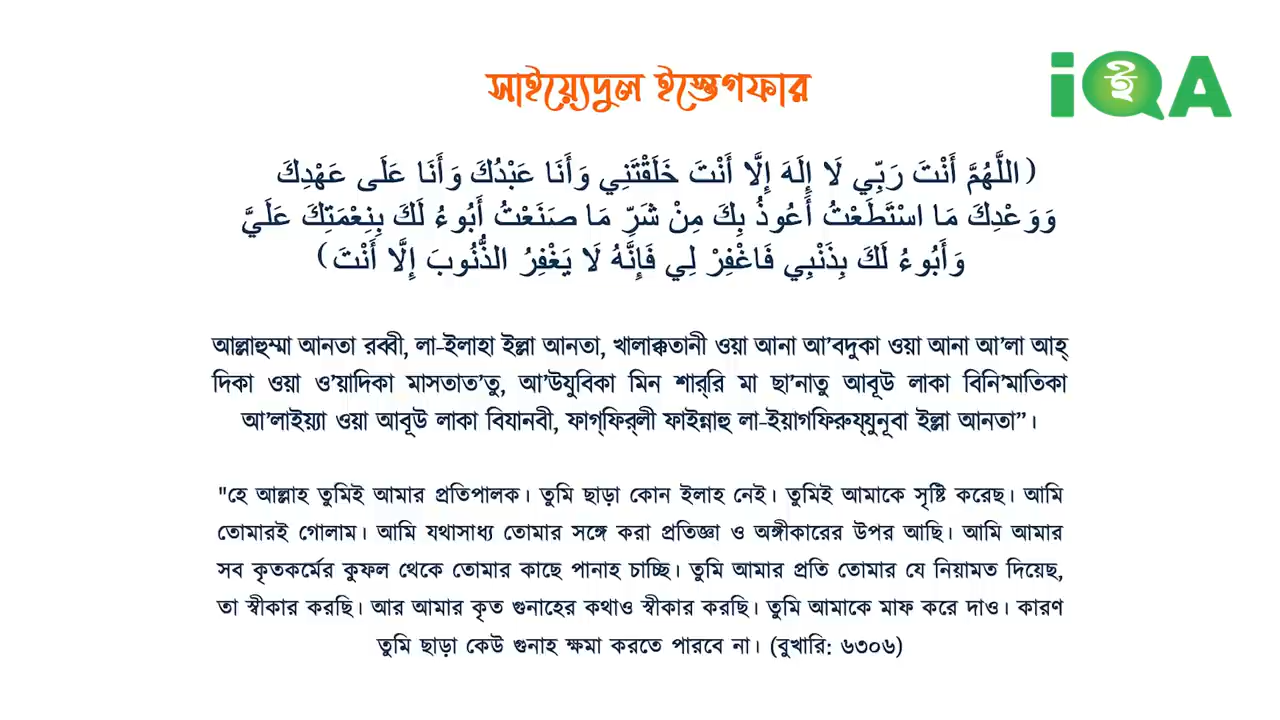 সাইয়্যেদুল ইস্তেগফার
iQA
(اللَّهُمَّ أَنْتَ رَبِّي لَا إِلَهَ إِلَّا أَنْتَ خَلَقْتَنِي وَأَنَا عَبْدُكَ وَأَنَا عَلَى عَهْدِكَ
وَوَعْدِكَ مَا اسْتَطَعْتُ أَعُوذُ بِكَ مِنْ شَرِّ مَا صَنَعْتُ أَبُوءُ لَكَ بِنِعْمَتِكَ عَلَيَّ
وَأَبُوءُ لَكَ بِذَنْبِي فَاغْفِرْ لِي فَإِنَّهُ لَا يَغْفِرُ الذُّنُوبَ إِلَّا أَنْتَ)
আল্লাহুম্মা আনতা রব্বী, লা-ইলাহা ইল্লা আনতা, খালাক্কতানী ওয়া আনা আ’বদুকা ওয়া আনা আ’লা আহ্
দিকা ওয়া ও’য়াদিকা মাসতাত’তু, আ’উযুবিকা মিন শার্‌রি মা ছা’নাতু আবূউ লাকা বিনি’মাতিকা
আ’লাইয়্যা ওয়া আবূউ লাকা বিযানবী, ফাগ্‌ফির্‌লী ফাইন্নাহু লা-ইয়াগফিরুয্‌যুনূবা ইল্লা আনতা”।
"হে আল্লাহ তুমিই আমার প্রতিপালক। তুমি ছাড়া কোন ইলাহ নেই। তুমিই আমাকে সৃষ্টি করেছ। আমি
তোমারই গোলাম। আমি যথাসাধ্য তোমার সঙ্গে করা প্রতিজ্ঞা ও অঙ্গীকারের উপর আছি। আমি আমার
সব কৃতকর্মের কুফল থেকে তোমার কাছে পানাহ চাচ্ছি। তুমি আমার প্রতি তোমার যে নিয়ামত দিয়েছ,
তা স্বীকার করছি। আর আমার কৃত গুনাহের কথাও স্বীকার করছি। তুমি আমাকে মাফ করে দাও। কারণ
তুমি ছাড়া কেউ গুনাহ ক্ষমা করতে পারবে না। (বুখারি: ৬৩০৬)